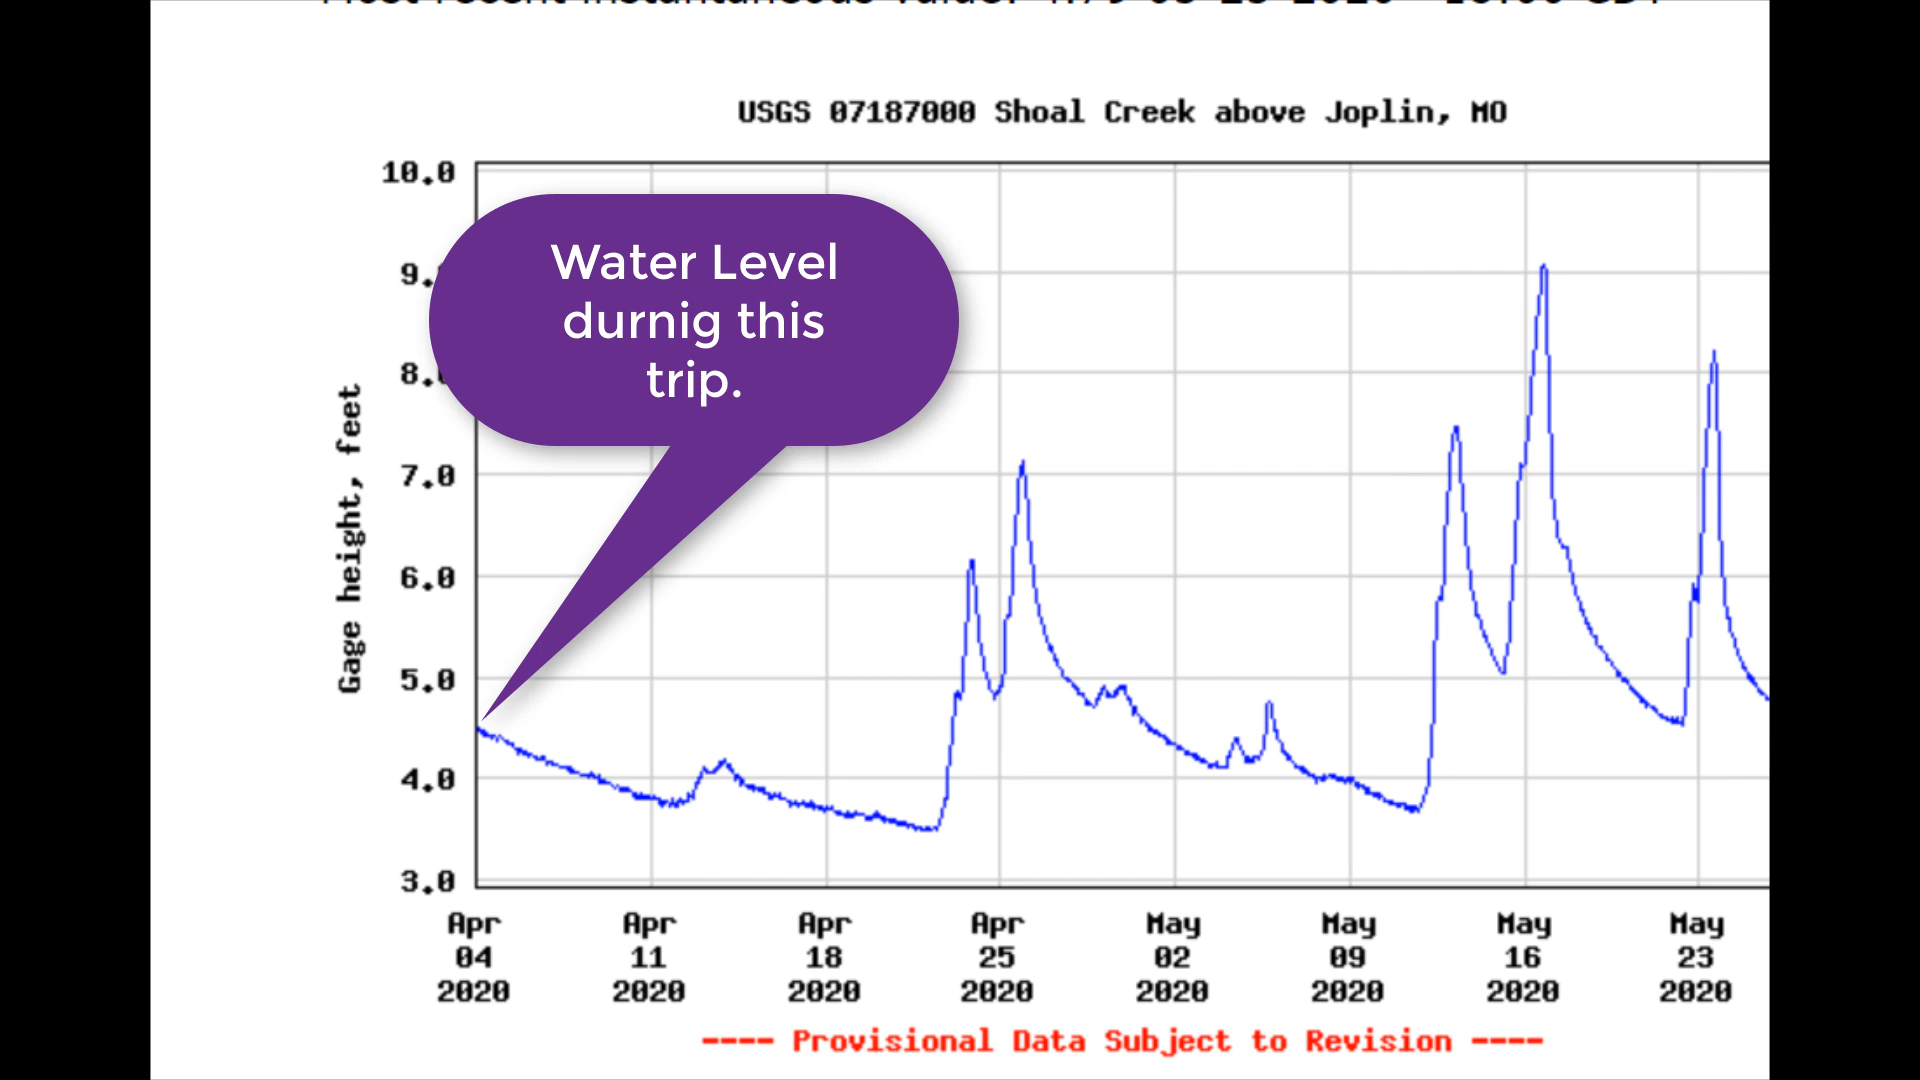 USGS 07187000 Shoal Creek above Joplin, MO
10.0
9.
8.0
7.0
6.0
5.0
4.0
3.0
Gage height, feet
Water Level
durnig this
trip.
Apr Apr Apr Apr May May May May
04 11 18 25 02 09 16 23
2020 2020 2020 2020 2020 2020 2020 2020
---- Provisional Data Subject to Revision ----